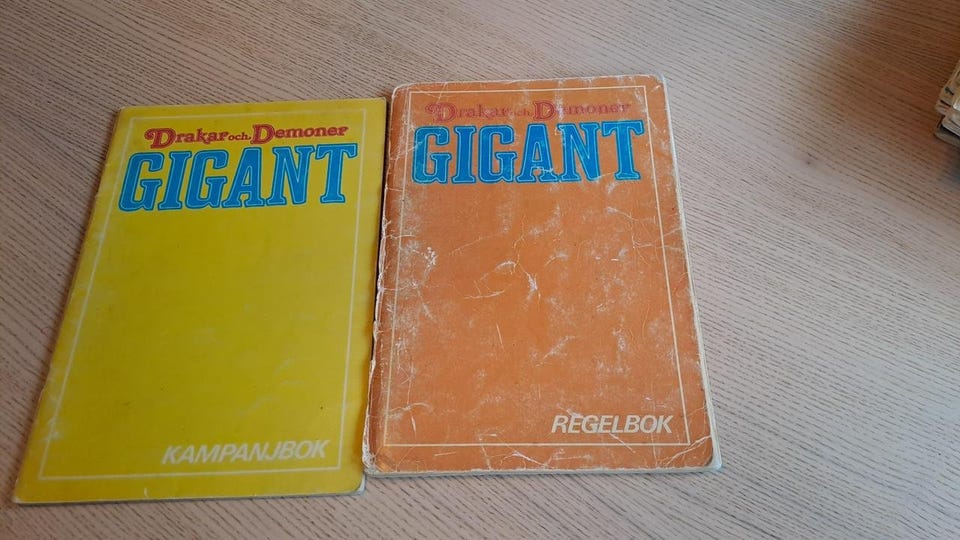 Drakar och Demoner
GIGANT
KAMPANJBOK
Drakar och Demoner
GIGANT
REGELBOK